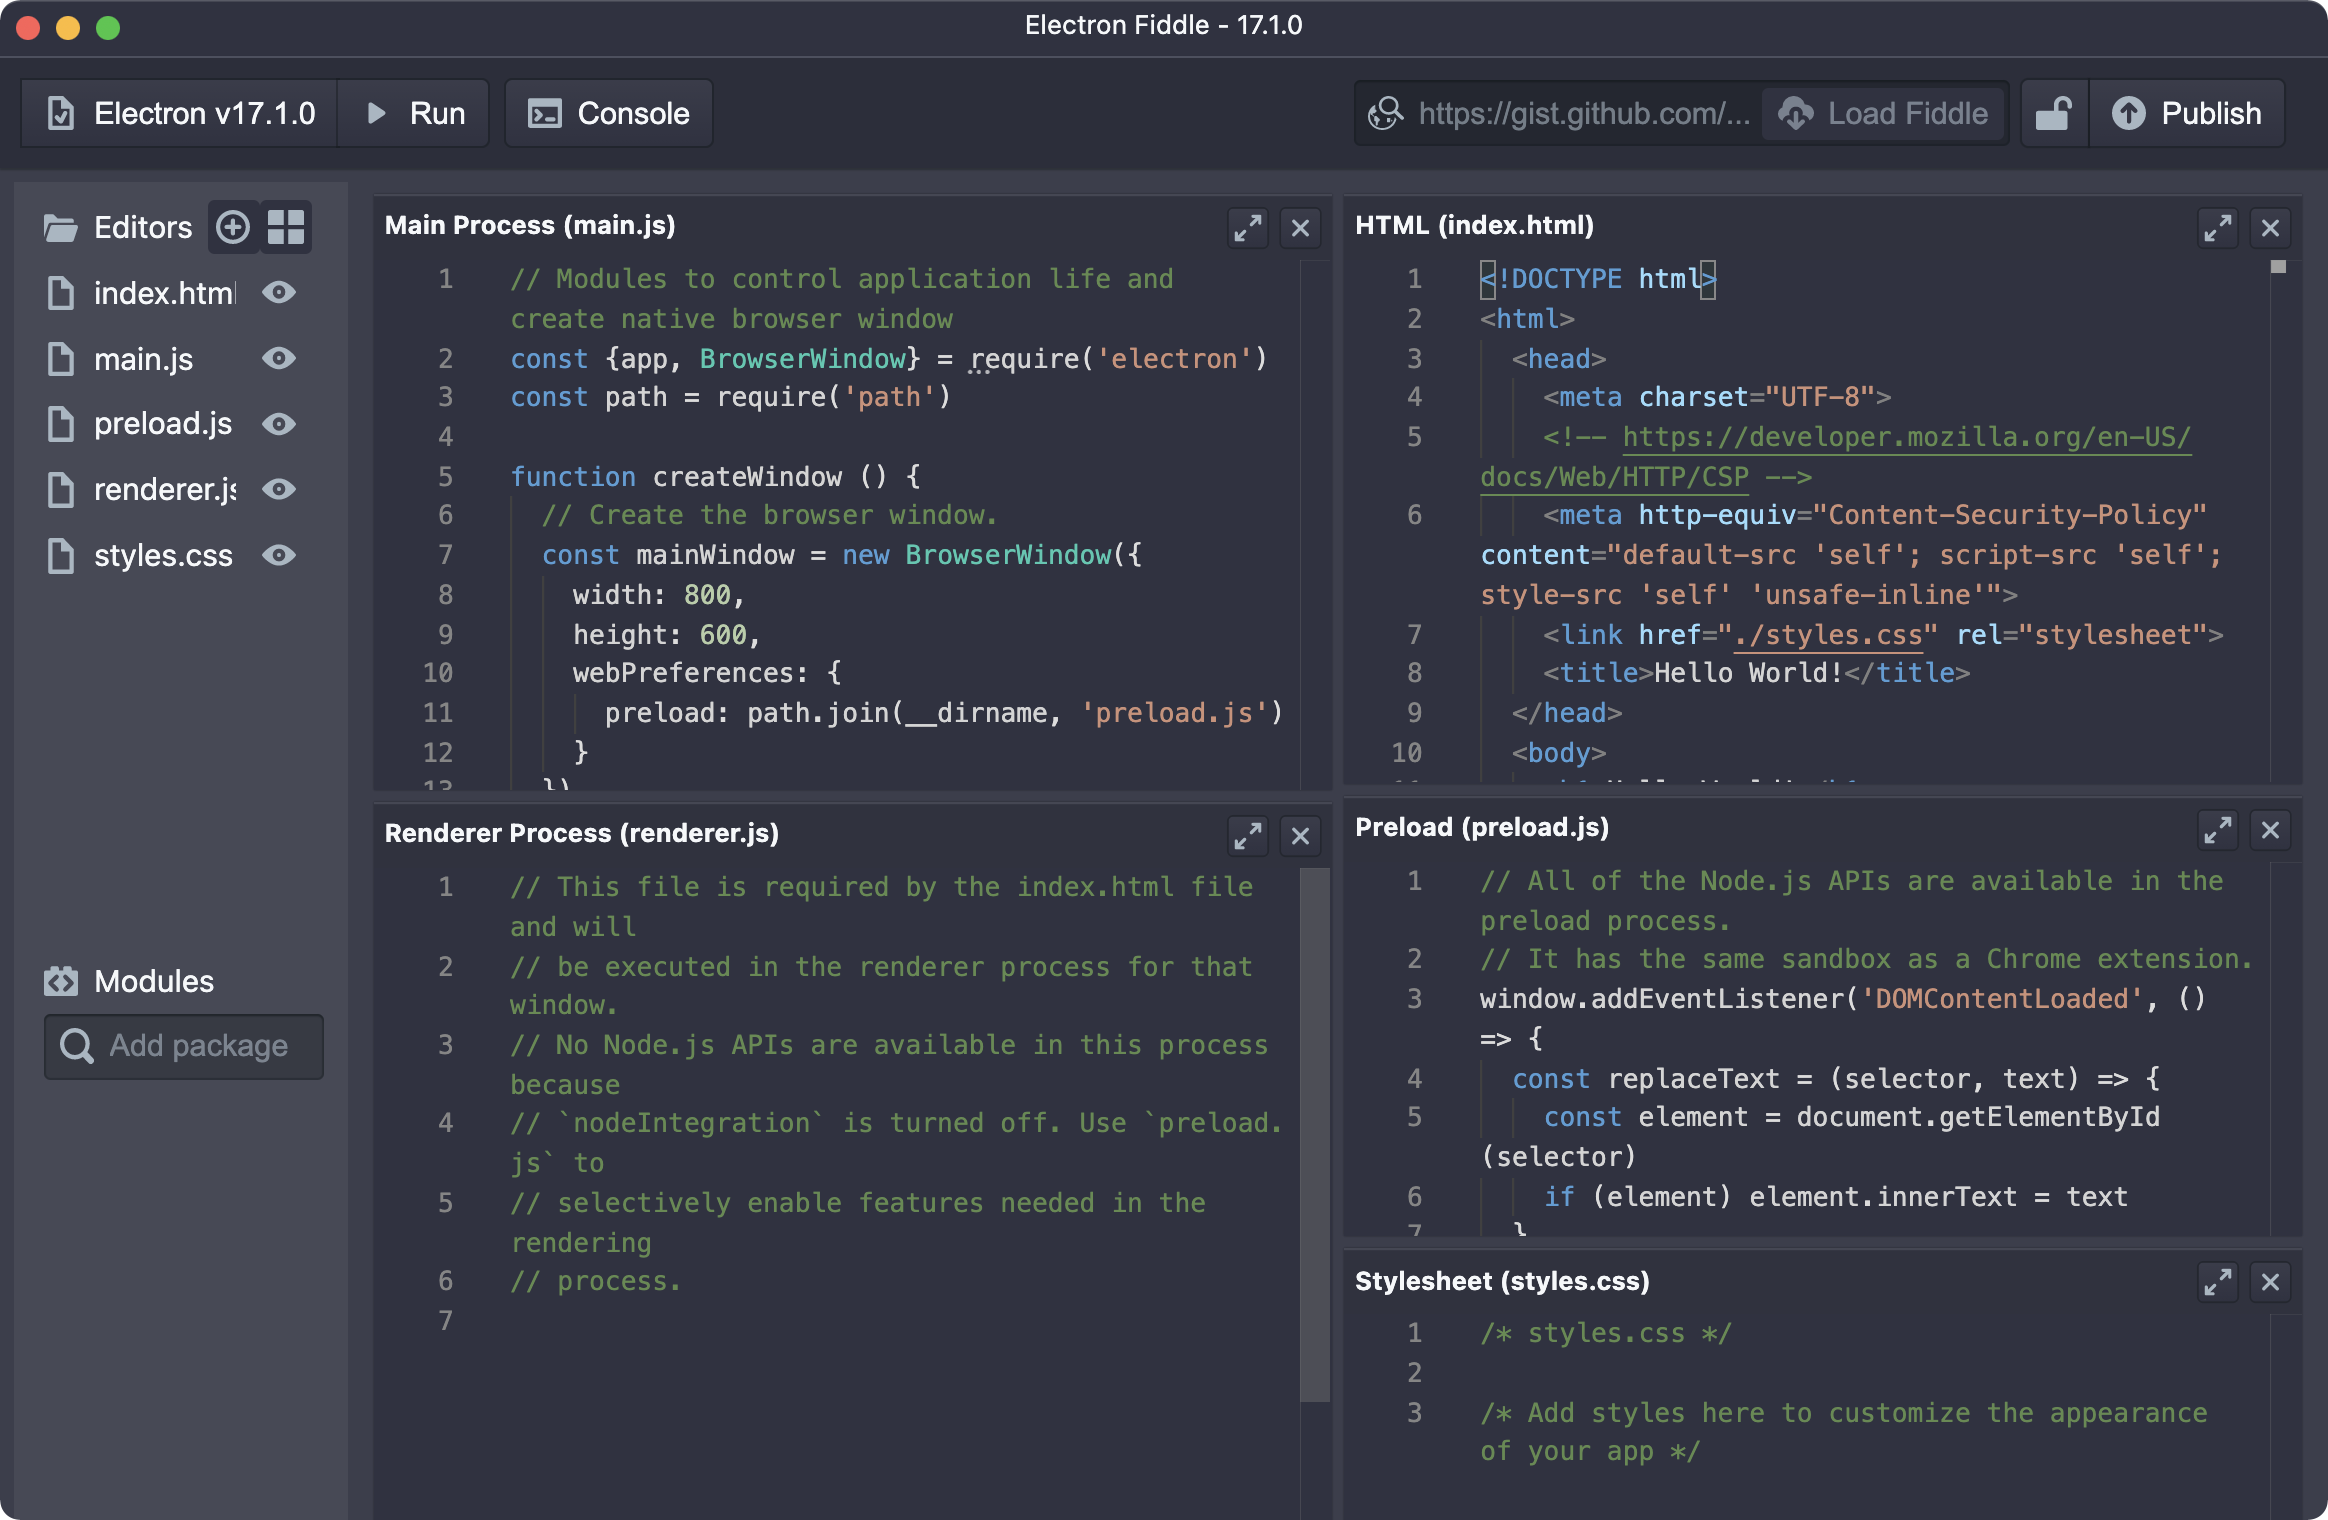 Electron Fiddle - 17.1.0
Electron v17.1.0
Run
Console
https://gist.github.com/...
Load Fiddle
Publish
Editors
index.html
main.js
preload.js
renderer.js
styles.css
Modules
Add package
Main Process (main.js)
1 // Modules to control application life and
create native browser window
2 const {app, BrowserWindow} = require('electron')
3 const path = require('path')
4
5 function createWindow () {
6 // Create the browser window.
7 const mainWindow = new BrowserWindow({
8 width: 800,
9 height: 600,
10 webPreferences: {
11 preload: path.join(__dirname, 'preload.js')
12 }
13 })
HTML (index.html)
1 <!DOCTYPE html>
2 <html>
3 <head>
4 <meta charset="UTF-8">
5 <!-- https://developer.mozilla.org/en-US/
docs/Web/HTTP/CSP -->
6 <meta http-equiv="Content-Security-Policy"
content="default-src 'self'; script-src 'self';
style-src 'self' 'unsafe-inline'">
7 <link href="./styles.css" rel="stylesheet">
8 <title>Hello World!</title>
9 </head>
10 <body>
Renderer Process (renderer.js)
1 // This file is required by the index.html file
and will
2 // be executed in the renderer process for that
window.
3 // No Node.js APIs are available in this process
because
4 // `nodeIntegration` is turned off. Use `preload.
js` to
5 // selectively enable features needed in the
rendering
6 // process.
7
Preload (preload.js)
1 // All of the Node.js APIs are available in the
preload process.
2 // It has the same sandbox as a Chrome extension.
3 window.addEventListener('DOMContentLoaded', ()
=> {
4 const replaceText = (selector, text) => {
5 const element = document.getElementById
(selector)
6 if (element) element.innerText = text
7 }
Stylesheet (styles.css)
1 /* styles.css */
2
3 /* Add styles here to customize the appearance
of your app */